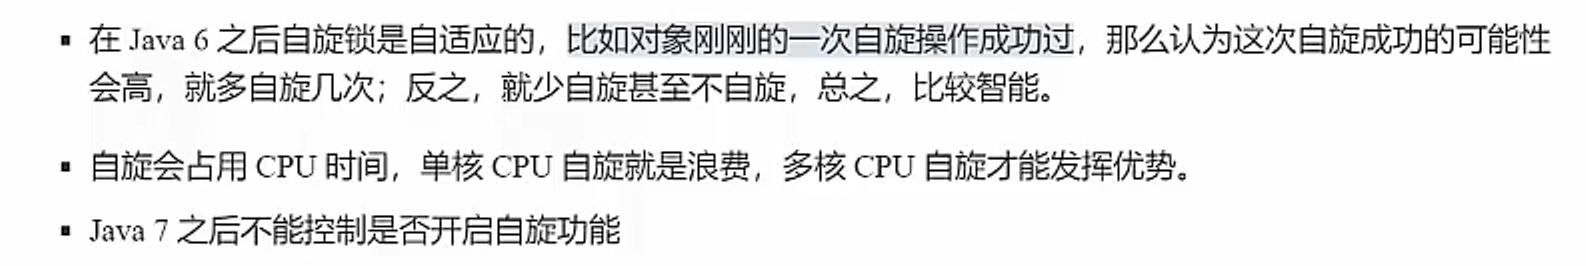 ▪ 在 Java 6 之后自旋锁是自适应的，比如对象刚刚的一次自旋操作成功过，那么认为这次自旋成功的可能性
会高，就多自旋几次；反之，就少自旋甚至不自旋，总之，比较智能。
▪ 自旋会占用 CPU 时间，单核 CPU 自旋就是浪费，多核 CPU 自旋才能发挥优势。
▪ Java 7 之后不能控制是否开启自旋功能